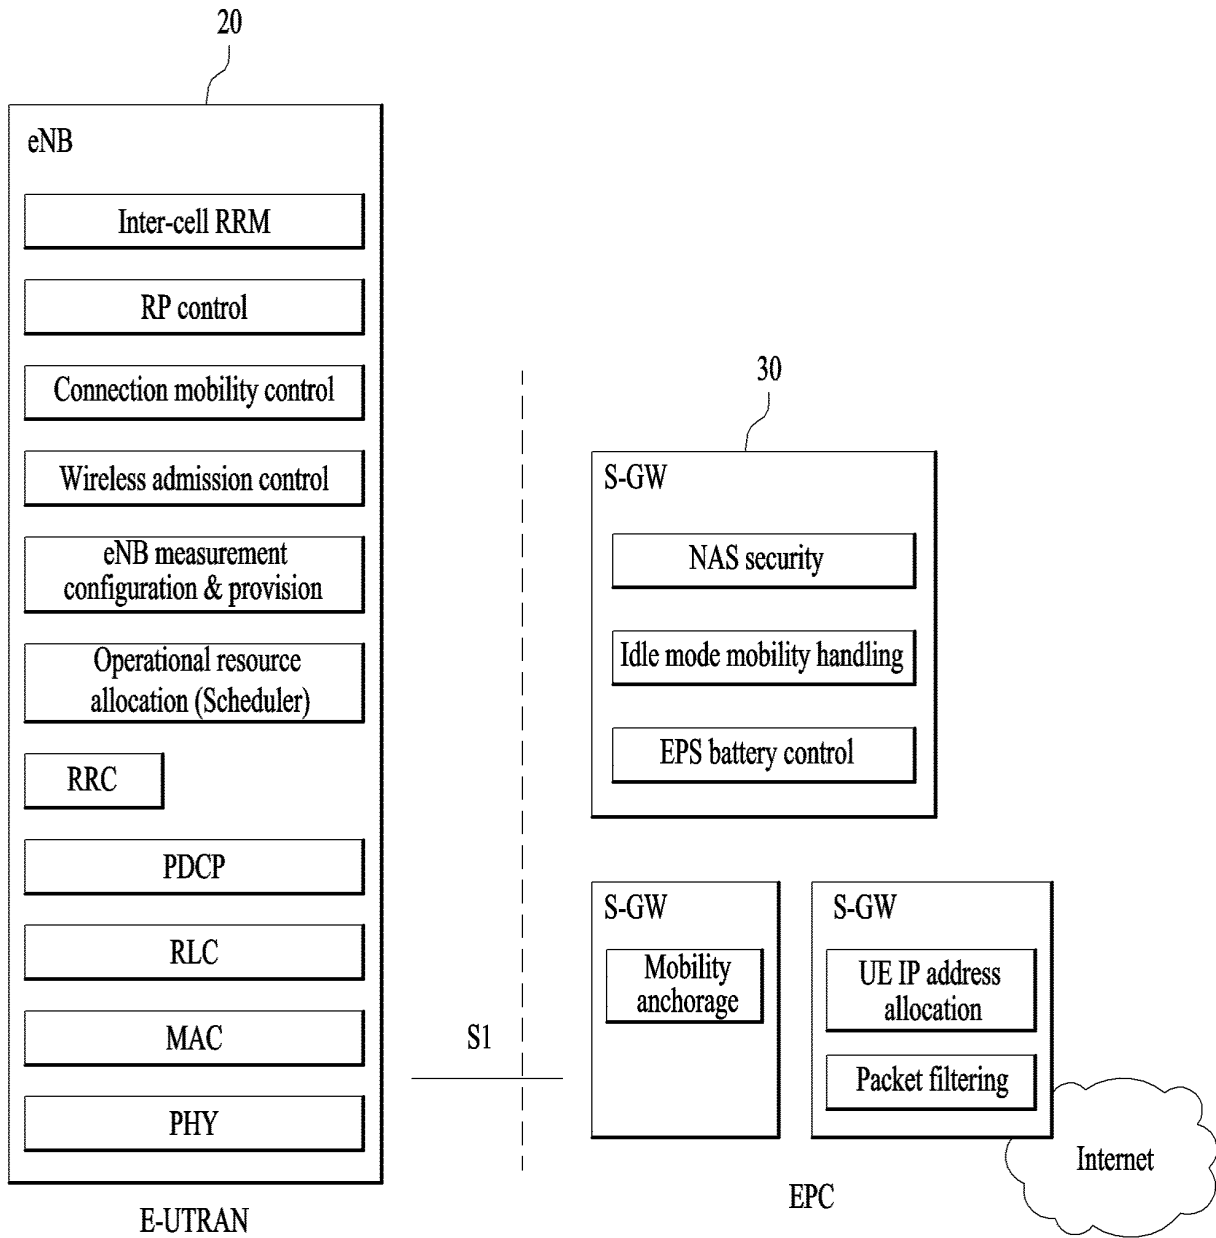 20
eNB
Inter-cell RRM
RP control
Connection mobility control
Wireless admission control
eNB measurement
configuration & provision
Operational resource
allocation (Scheduler)
RRC
PDCP
RLC
MAC
PHY
E-UTRAN
S1
30
S-GW
NAS security
Idle mode mobility handling
EPS battery control
S-GW
Mobility
anchorage
S-GW
UE IP address
allocation
Packet filtering
Internet
EPC